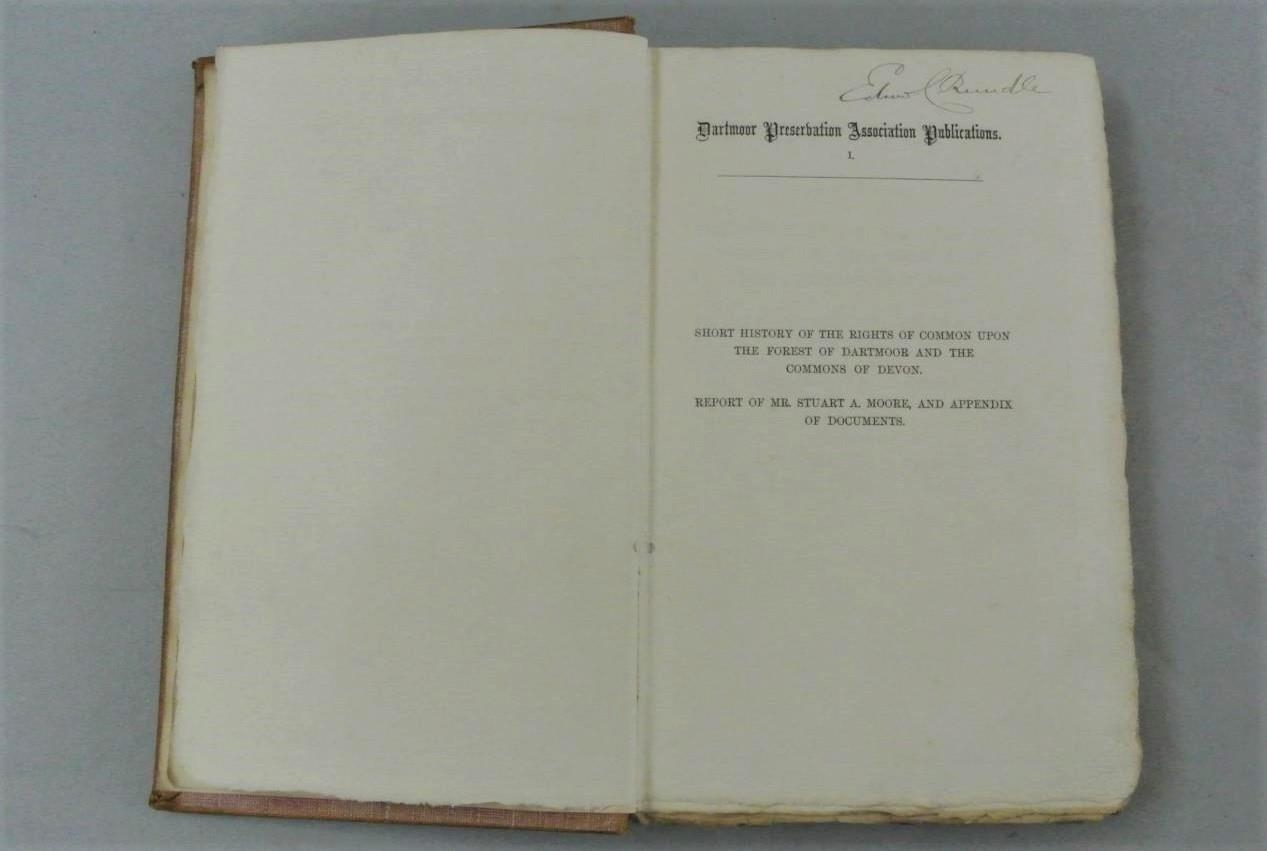 Edwin C Rundle
Dartmoor Preservation Association Publications.
I.
SHORT HISTORY OF THE RIGHTS OF COMMON UPON
THE FOREST OF DARTMOOR AND THE
COMMONS OF DEVON.
REPORT OF MR. STUART A. MOORE, AND APPENDIX
OF DOCUMENTS.